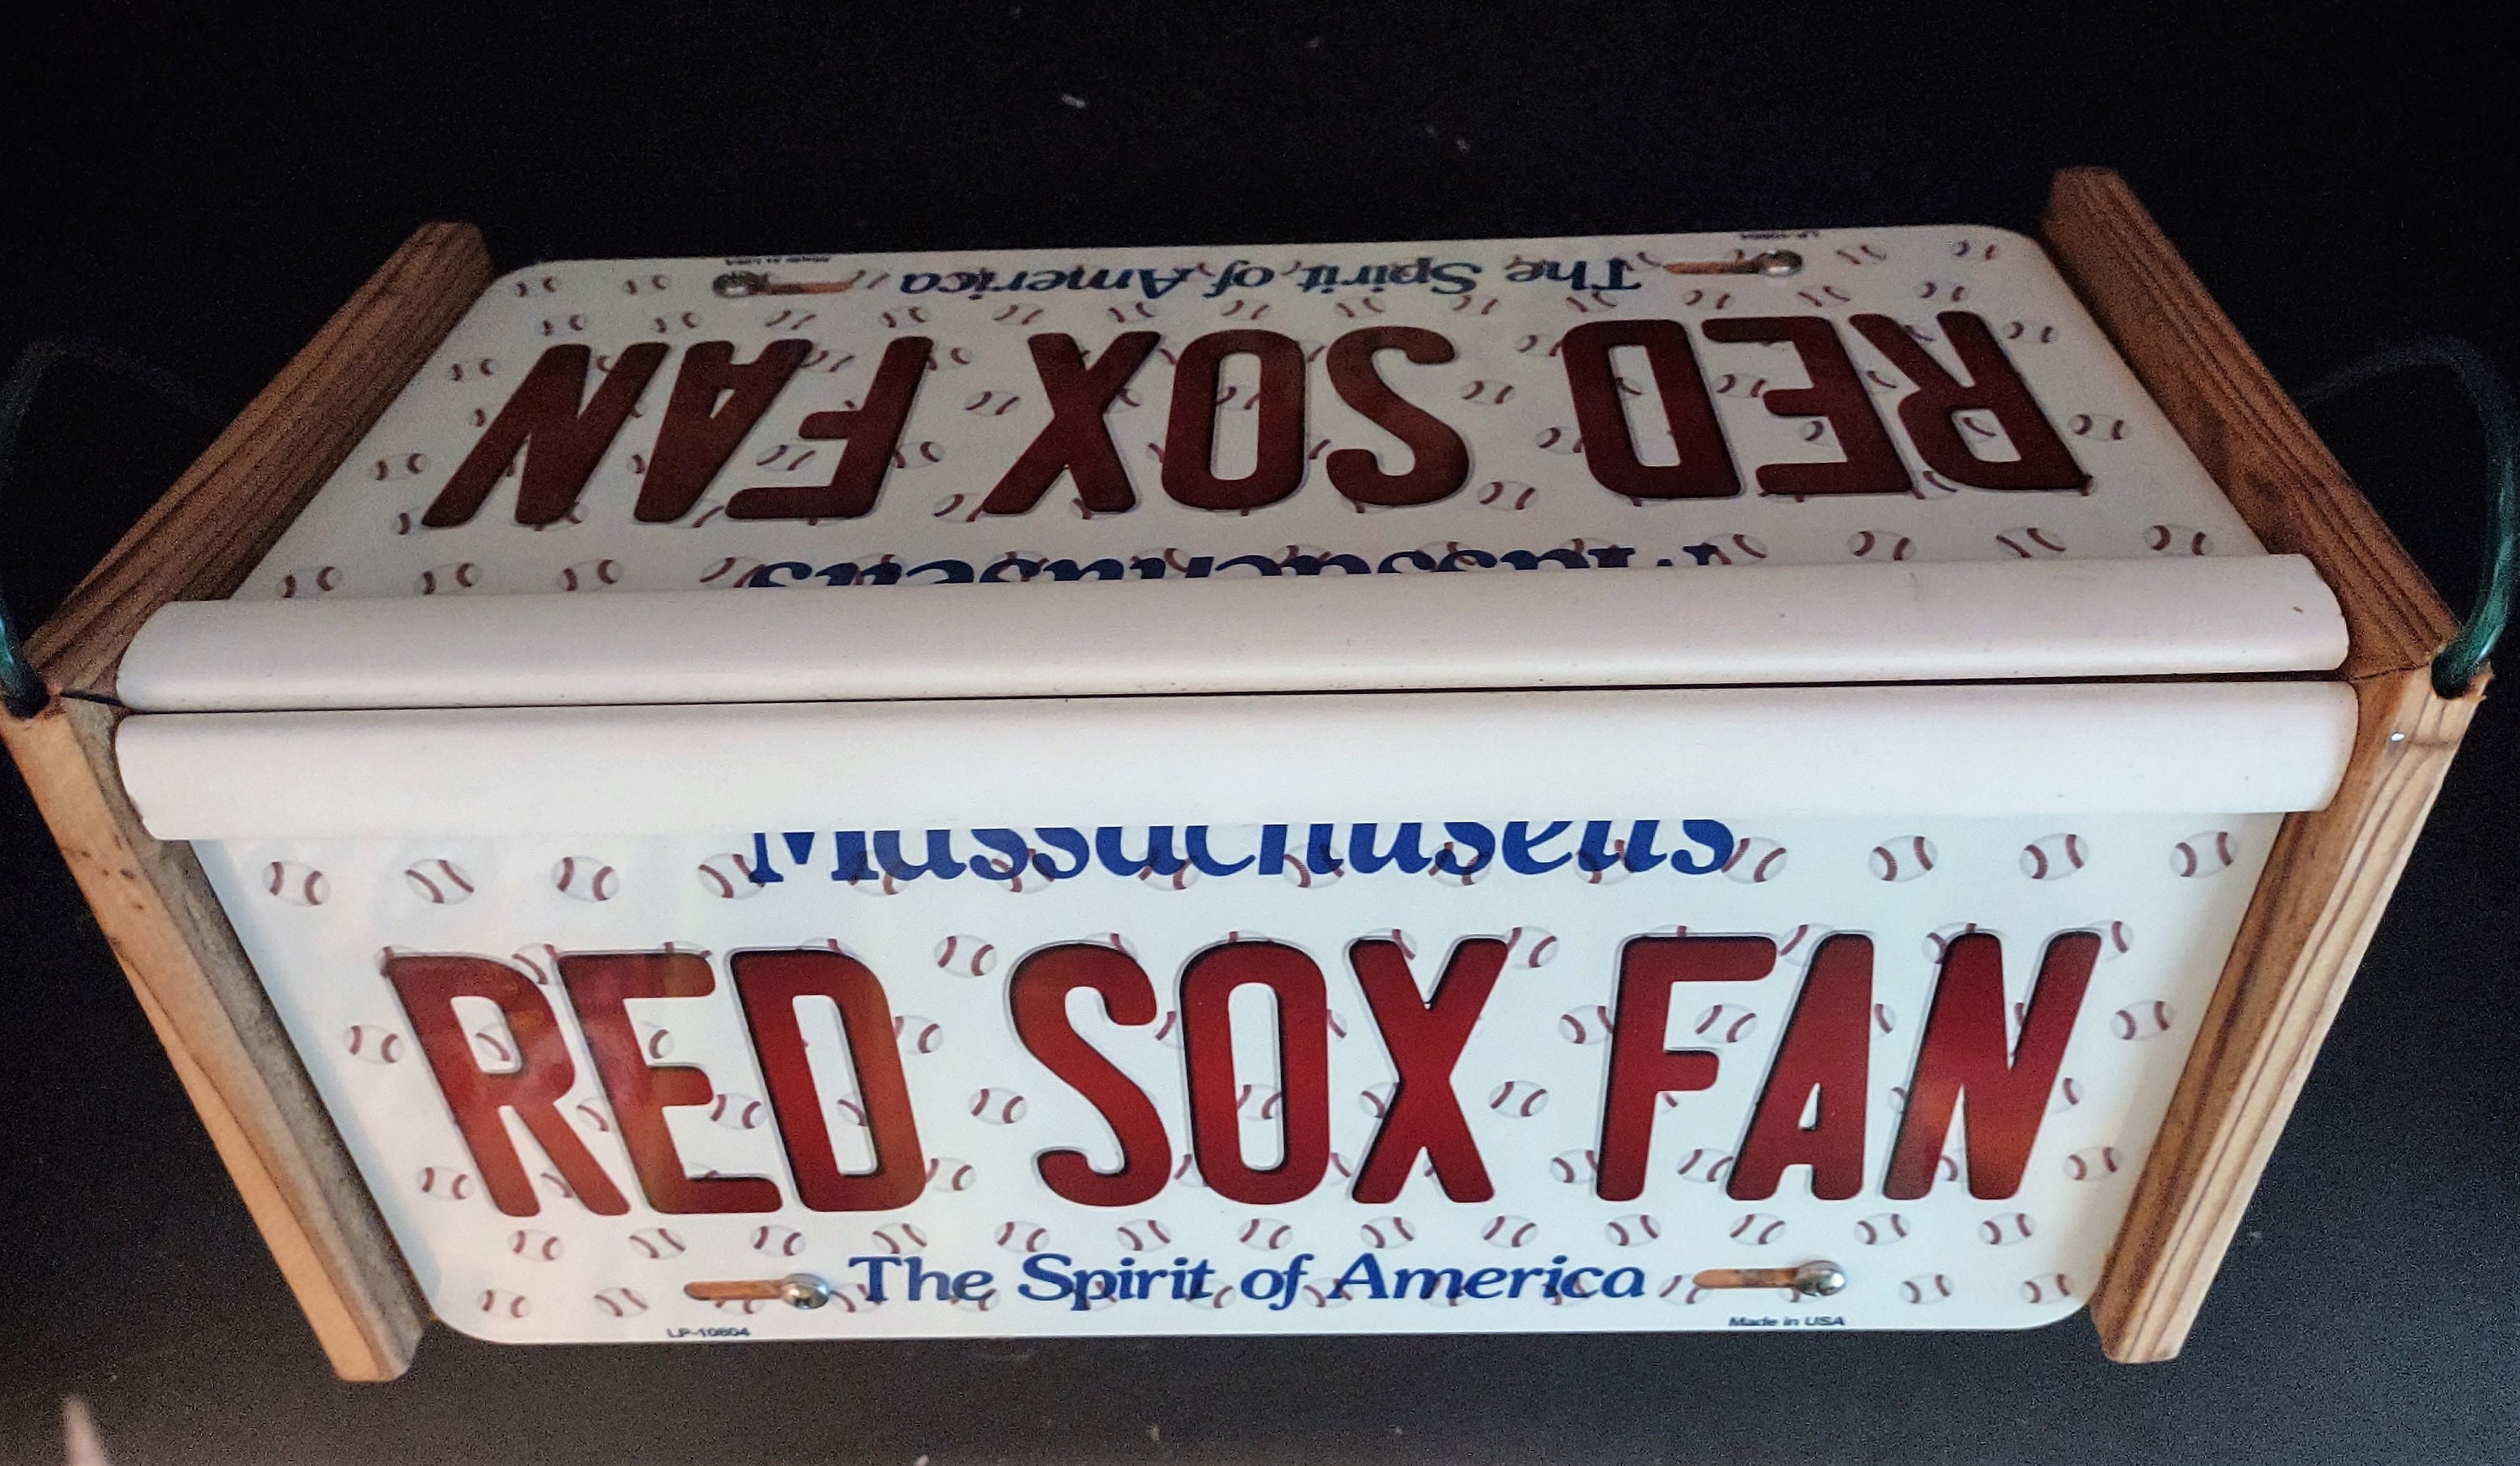 The Spirit of America
RED SOX FAN
Massachusetts
Massachusetts
RED SOX FAN
The Spirit of America
LP-10604
Made in USA